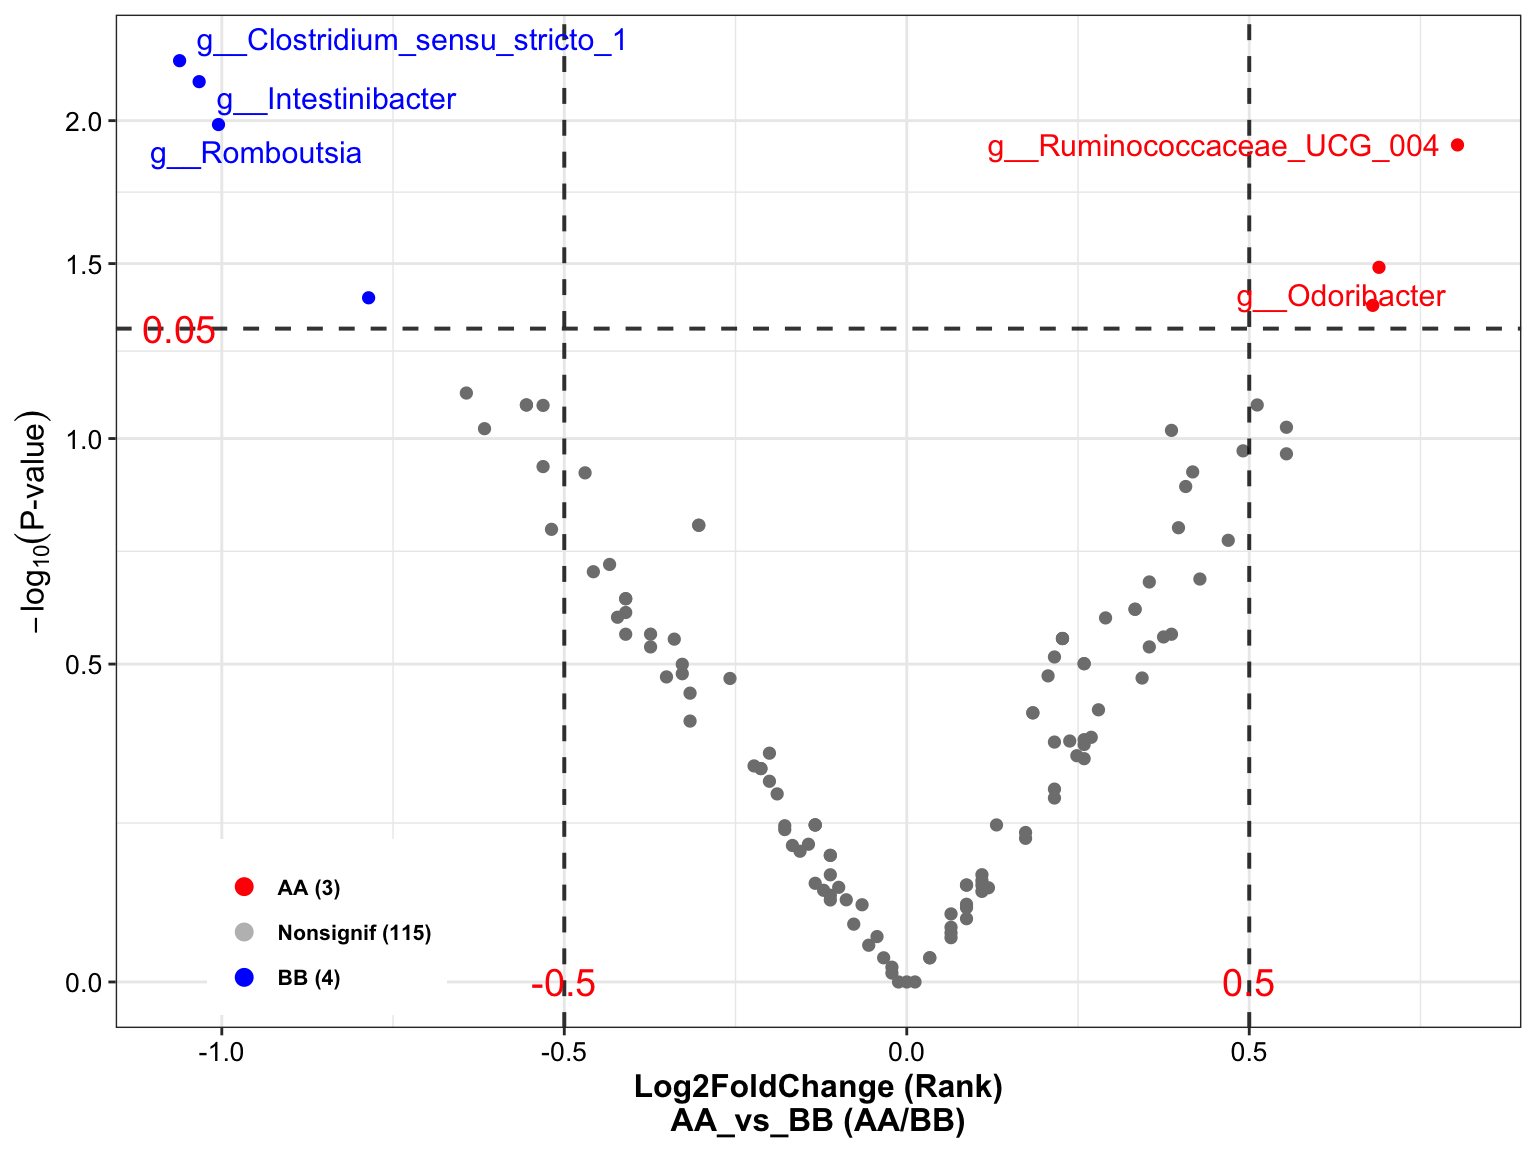 g__Clostridium_sensu_stricto_1
g__Intestinibacter
g__Romboutsia
g__Ruminococcaceae_UCG_004
g__Odoribacter
0.05
2.0
1.5
1.0
0.5
0.0
−log10(P-value)
AA (3)
Nonsignif (115)
BB (4)
-0.5
0.5
-1.0
-0.5
0.0
0.5
Log2FoldChange (Rank)
AA_vs_BB (AA/BB)